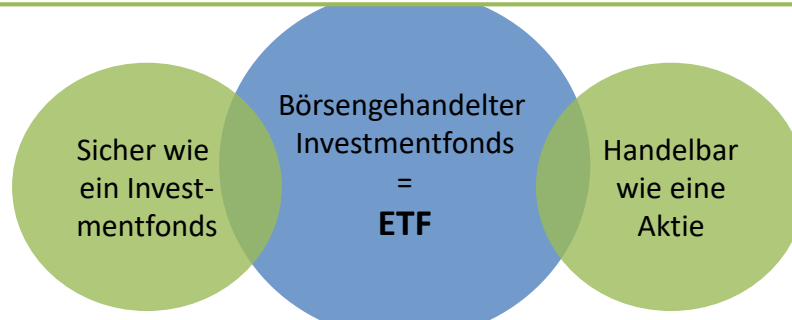 Sicher wie
ein Invest-
mentfonds
Börsengehandelter
Investmentfonds
=
ETF
Handelbar
wie eine
Aktie